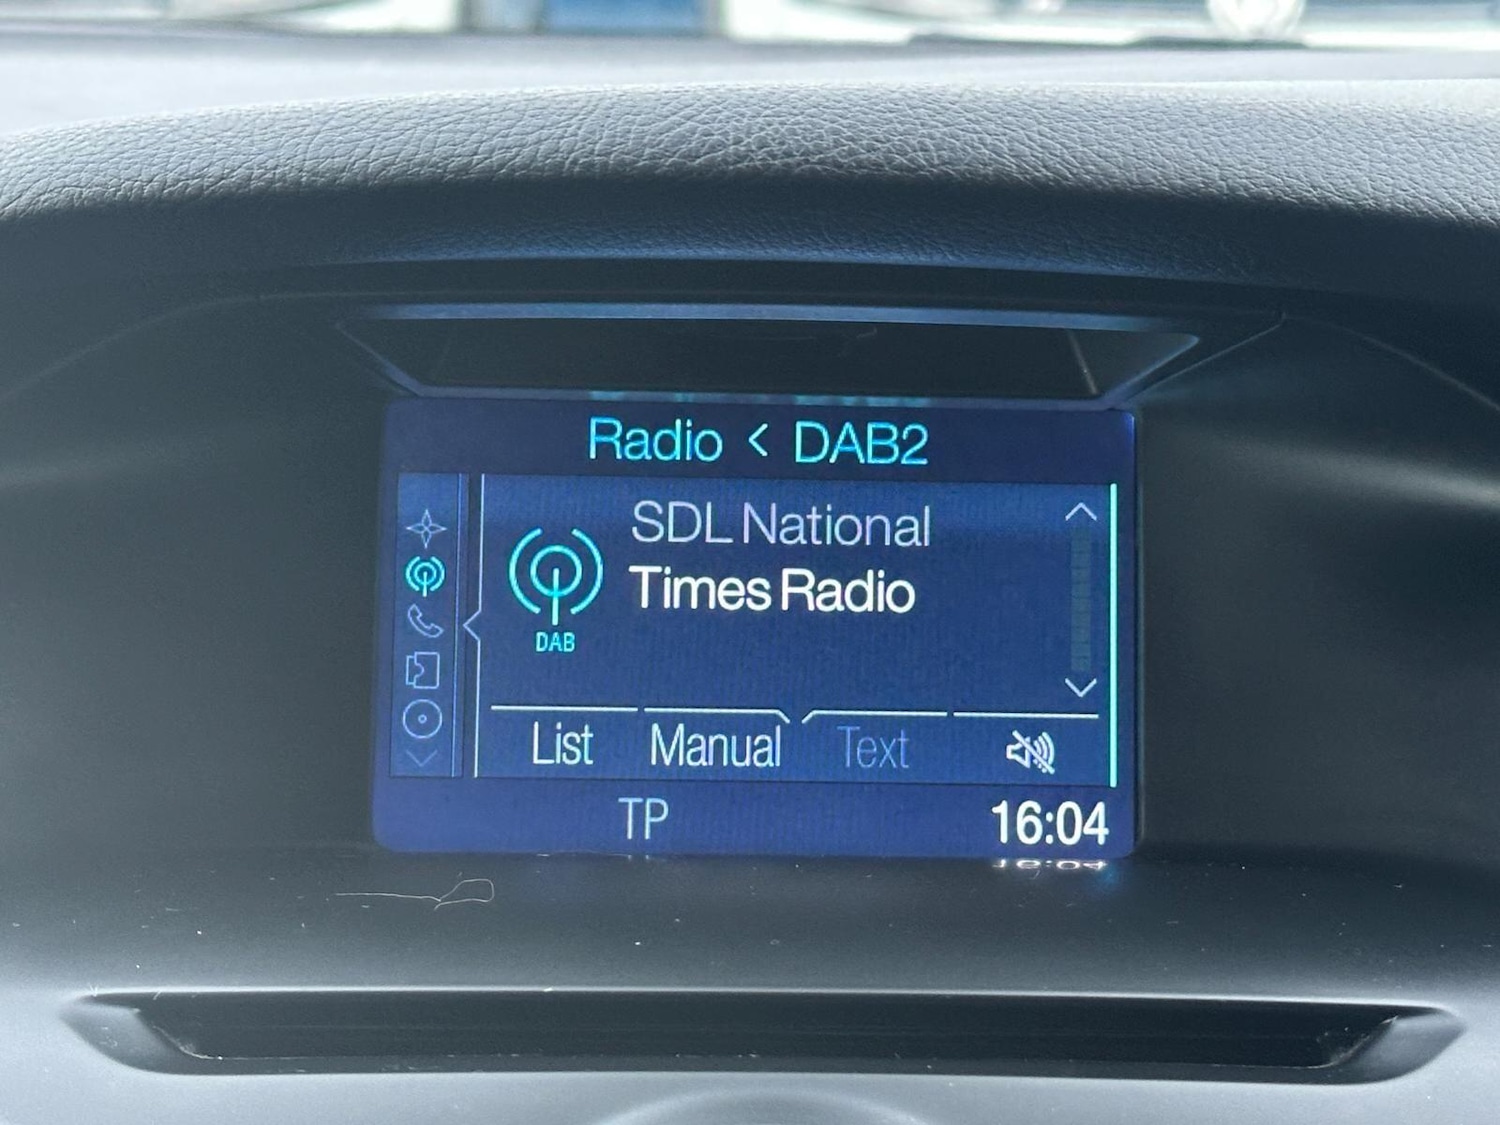 Radio < DAB2
SDL National
Times Radio
DAB
List Manual Text
TP 16:04